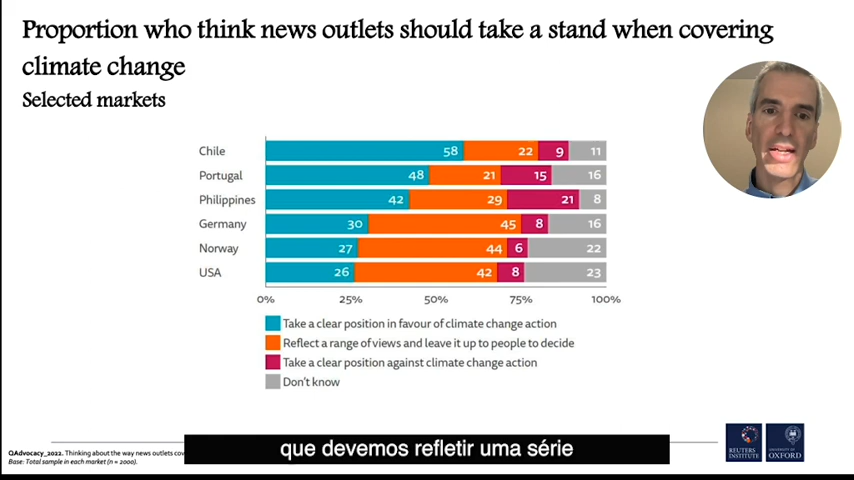 Proportion who think news outlets should take a stand when covering
climate change
Selected markets
Chile 58 22 9 11
Portugal 48 21 15 16
Philippines 42 29 21 8
Germany 30 45 8 16
Norway 27 44 6 22
USA 26 42 8 23
0% 25% 50% 75% 100%
Take a clear position in favour of climate change action
Reflect a range of views and leave it up to people to decide
Take a clear position against climate change action
Don't know
QAdvocacy_2022. Thinking about the way news outlets cov
Base: Total sample in each market (n = 2000).
que devemos refletir uma série
REUTERS
INSTITUTE
UNIVERSITY OF
OXFORD